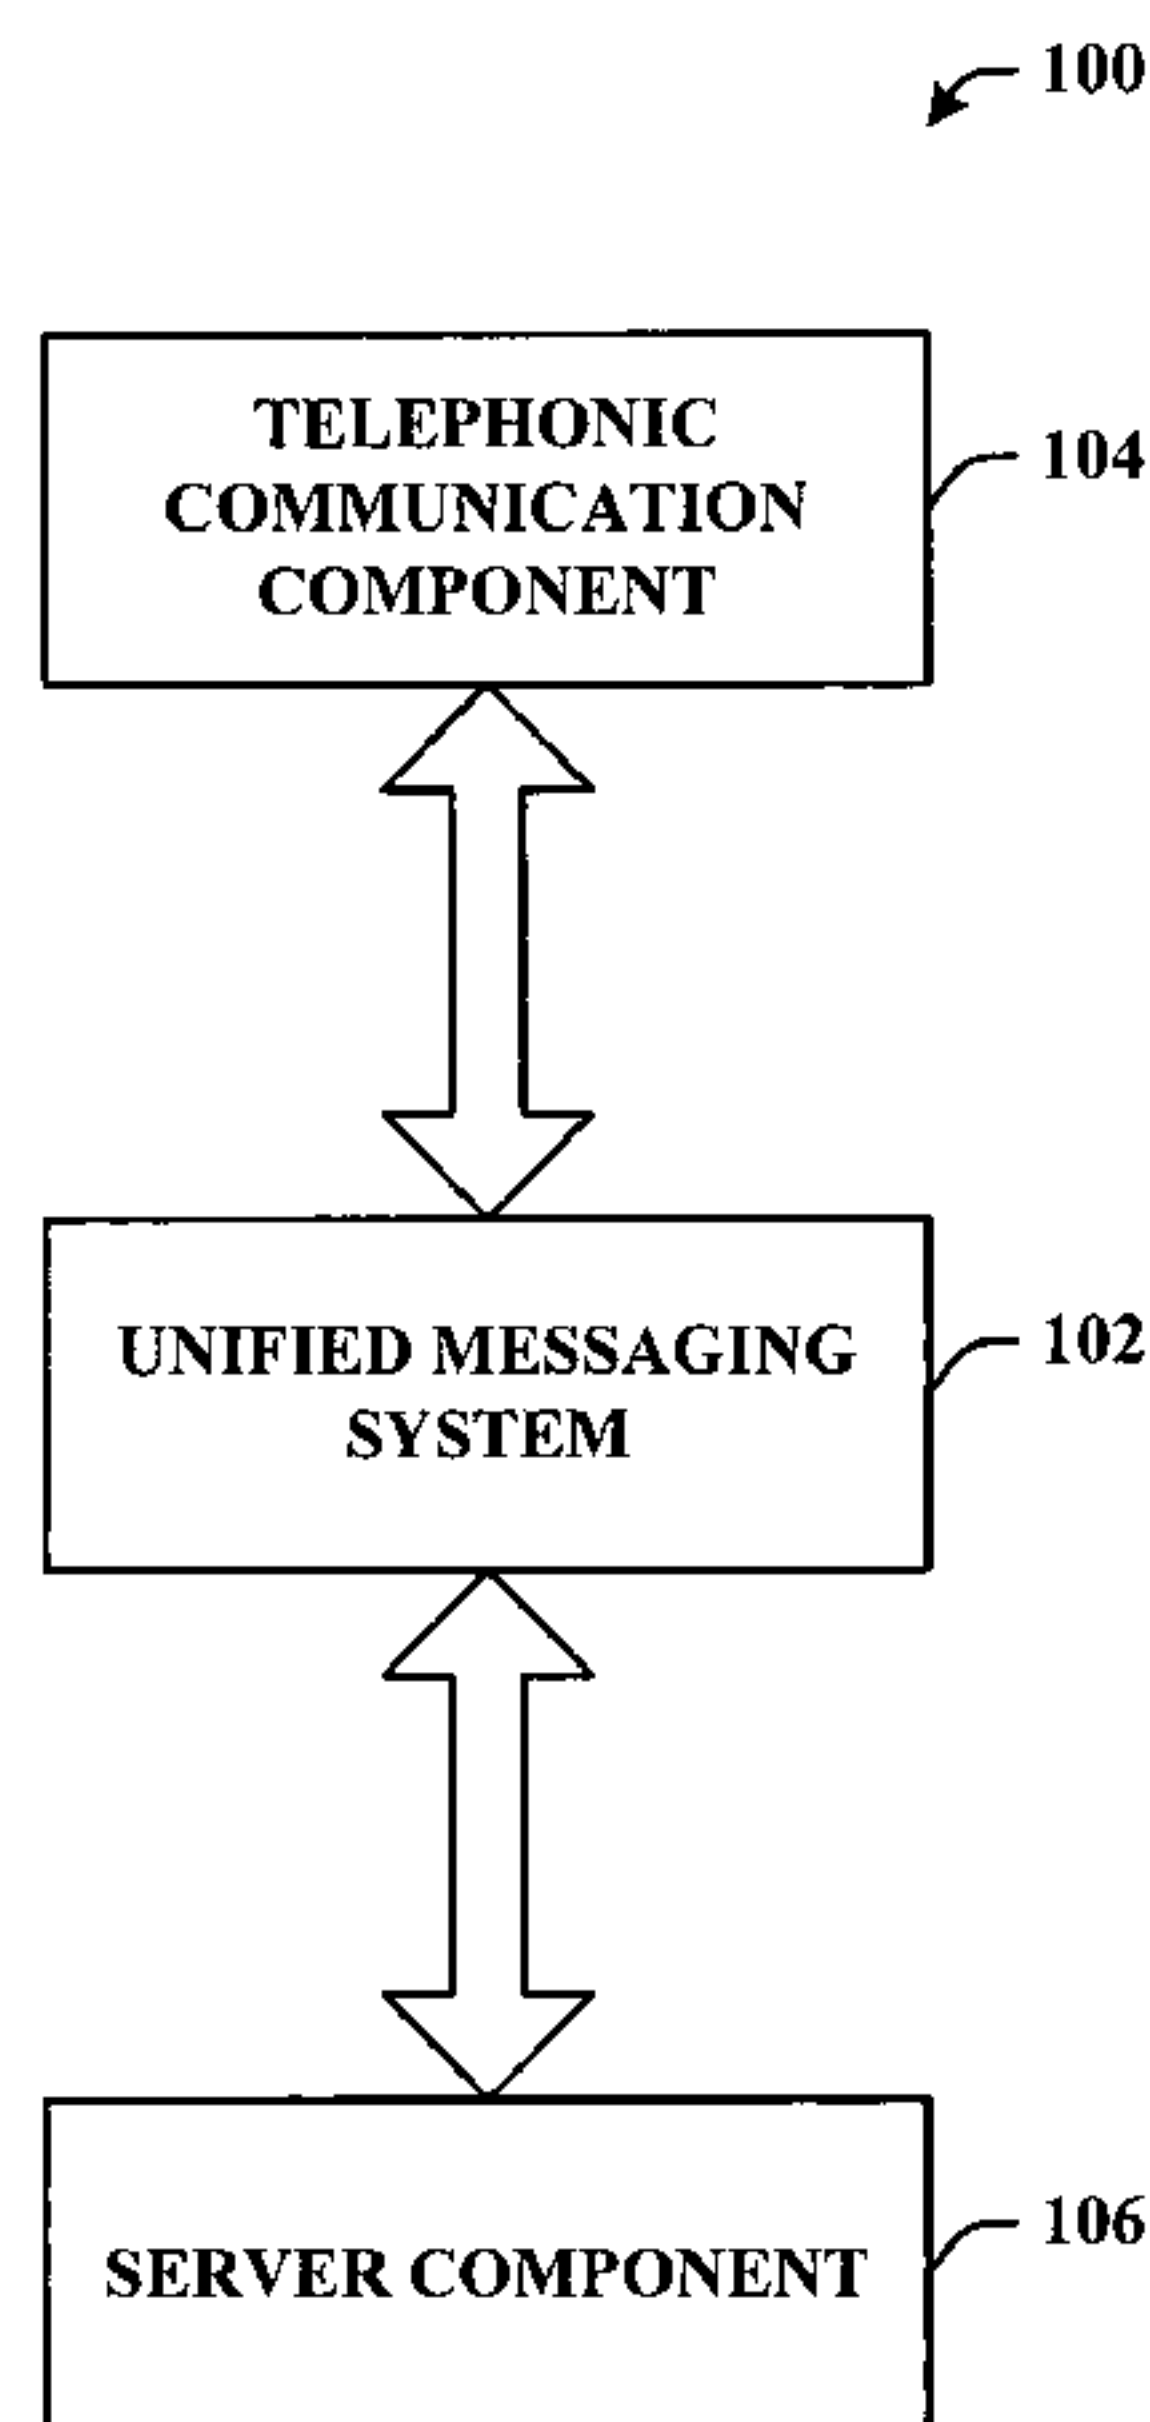 100
TELEPHONIC
COMMUNICATION
COMPONENT
104
UNIFIED MESSAGING
SYSTEM
102
SERVER COMPONENT
106